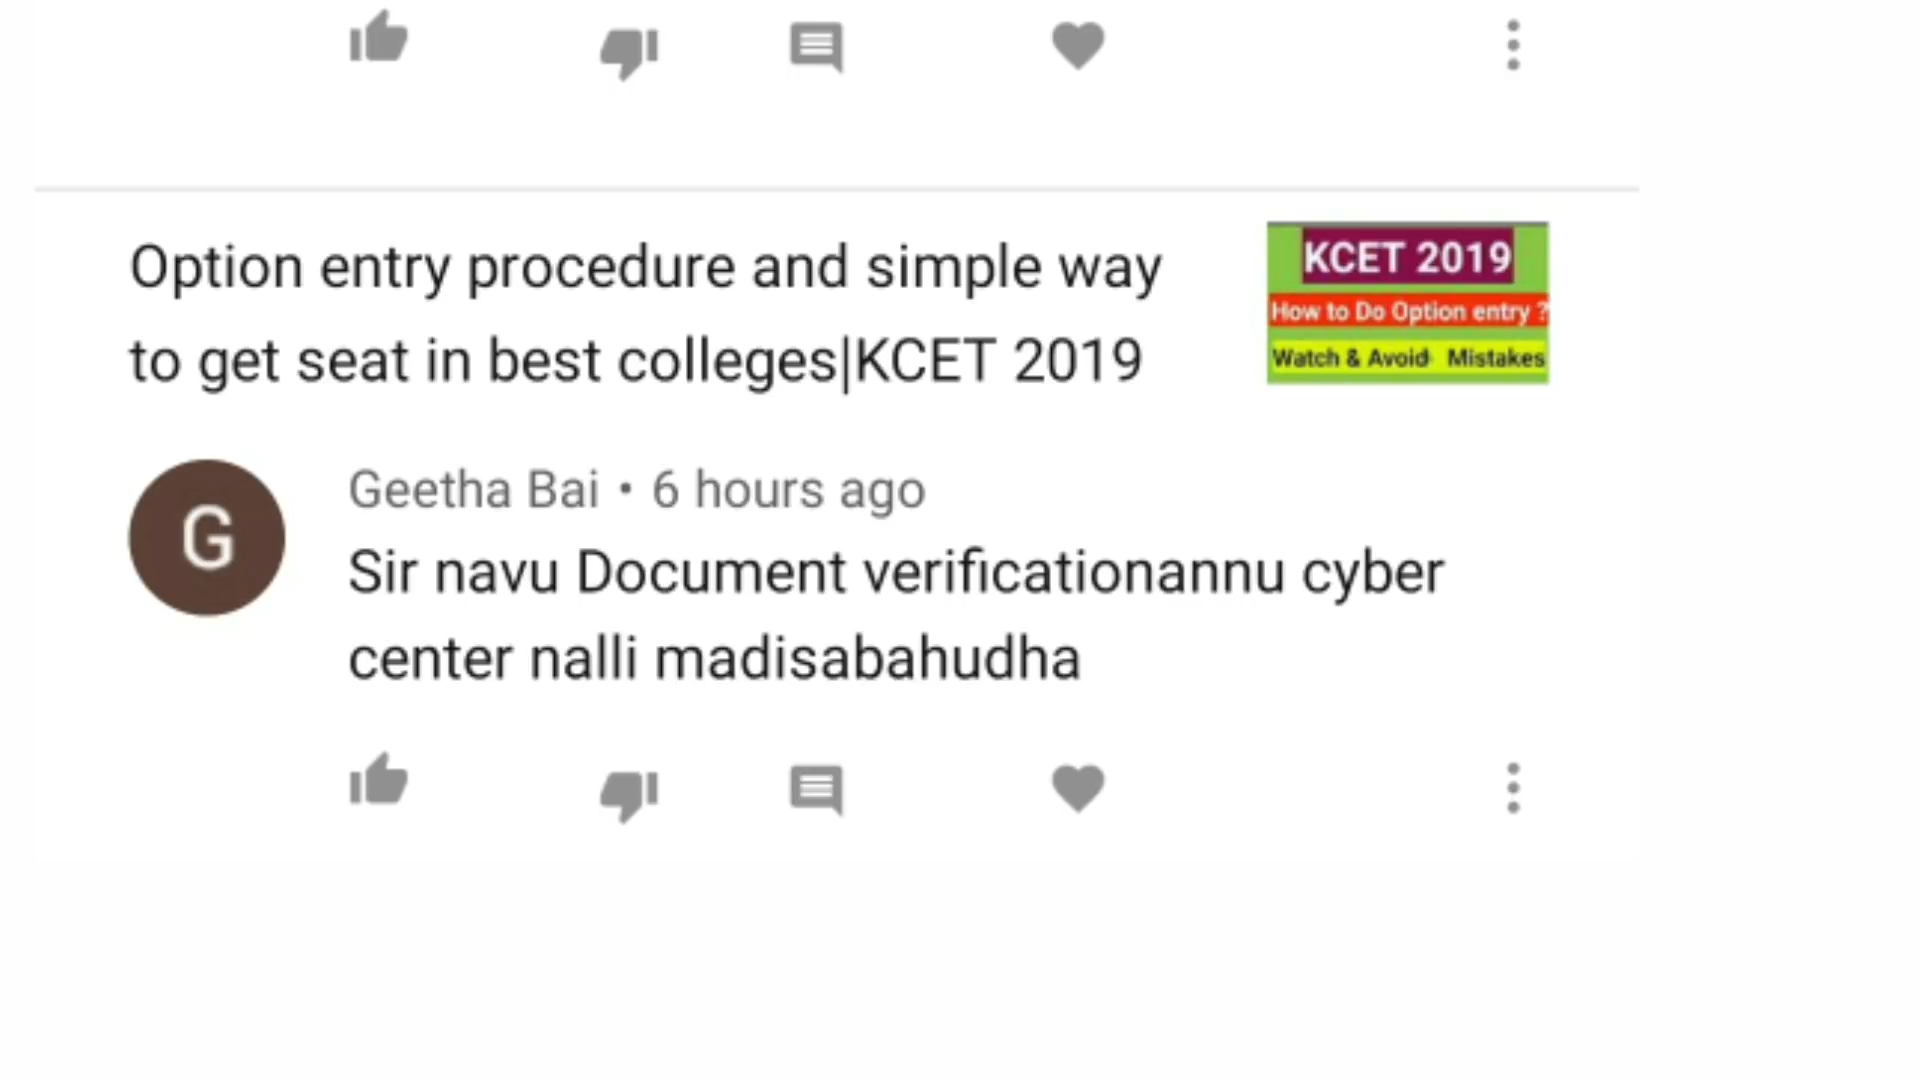 Option entry procedure and simple way
to get seat in best colleges|KCET 2019
KCET 2019
How to Do Option entry ?
Watch & Avoid Mistakes
G
Geetha Bai • 6 hours ago
Sir navu Document verificationannu cyber
center nalli madisabahudha